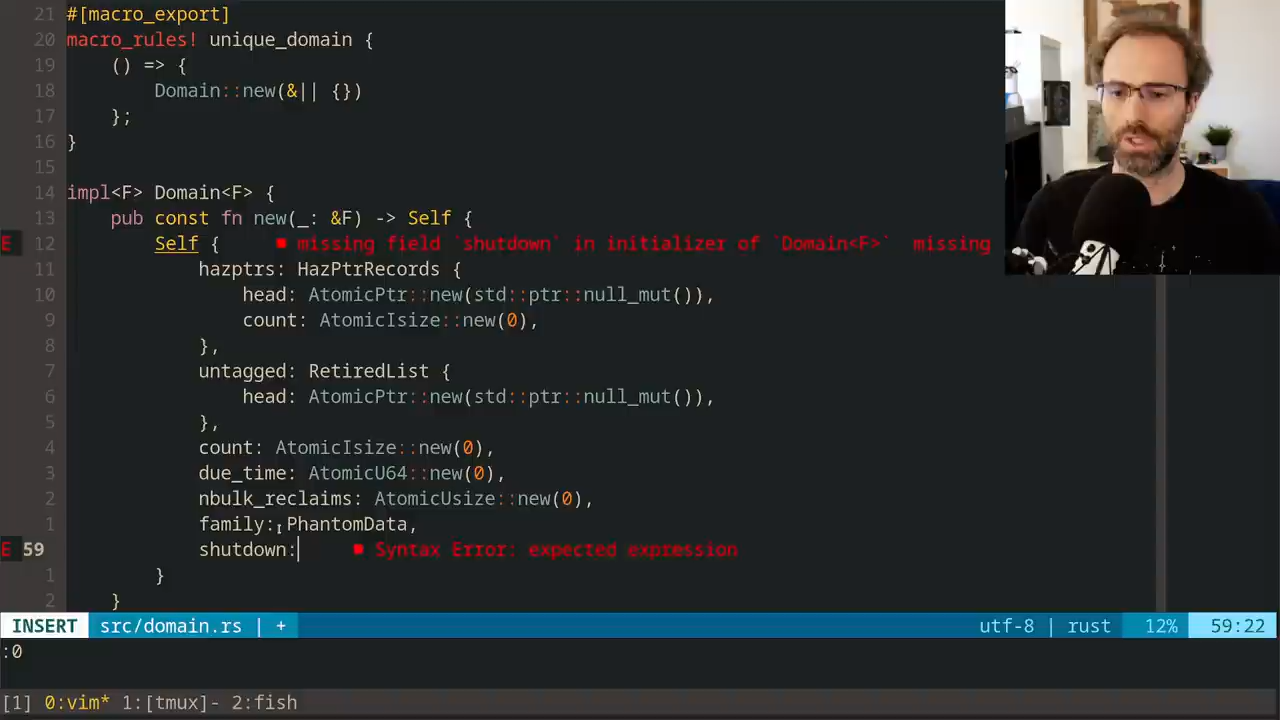 21 #[macro_export]
20 macro_rules! unique_domain {
19     () => {
18         Domain::new(&|| {})
17     };
16 }
15
14 impl<F> Domain<F> {
13     pub const fn new(_: &F) -> Self {
E 12         Self {     ■ missing field `shutdown` in initializer of `Domain<F>`  missing
11             hazptrs: HazPtrRecords {
10                 head: AtomicPtr::new(std::ptr::null_mut()),
9                 count: AtomicIsize::new(0),
8             },
7             untagged: RetiredList {
6                 head: AtomicPtr::new(std::ptr::null_mut()),
5             },
4             count: AtomicIsize::new(0),
3             due_time: AtomicU64::new(0),
2             nbulk_reclaims: AtomicUsize::new(0),
1             family: PhantomData,
E 59             shutdown:     ■ Syntax Error: expected expression
1         }
2     }
INSERT src/domain.rs | + utf-8 | rust 12% 59:22
:0
[1] 0:vim* 1:[tmux]- 2:fish